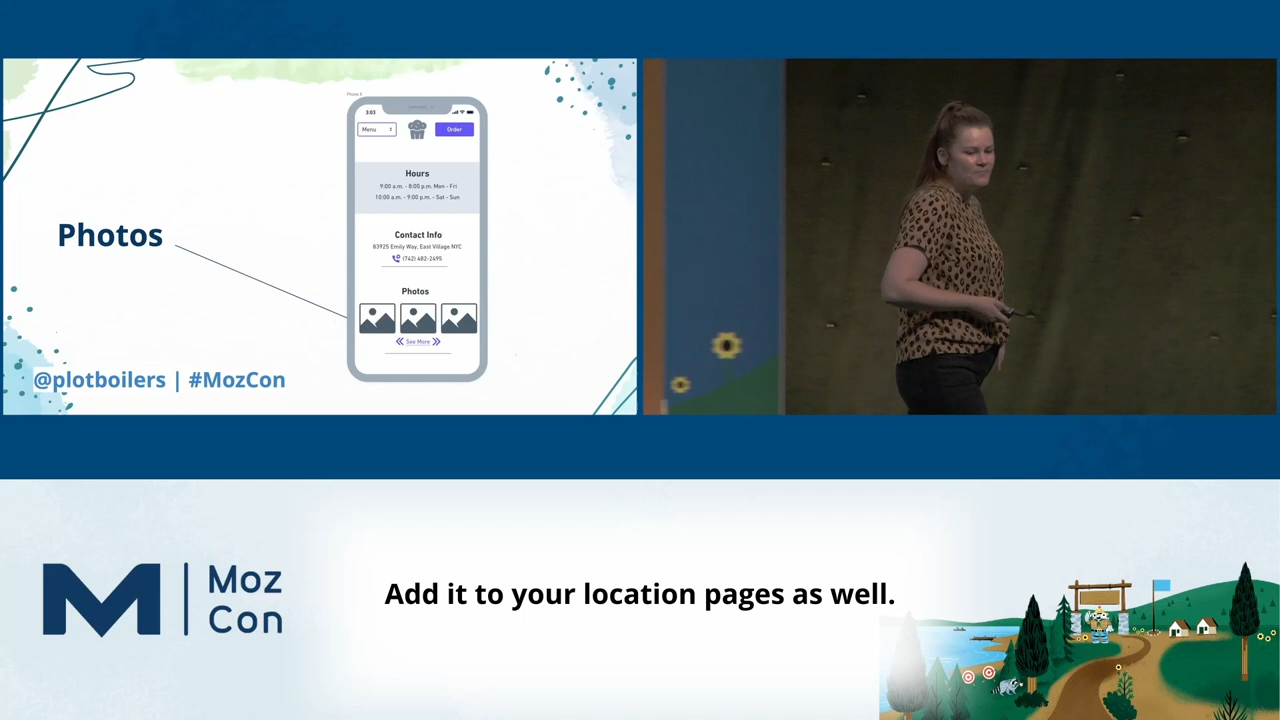 Photos
@plotboilers | #MozCon
Phone X
3:03
Menu
Order
Hours
9:00 a.m. - 8:00 p.m. Mon - Fri
10:00 a.m. - 9:00 p.m. - Sat - Sun
Contact Info
83925 Emily Way, East Village NYC
(742) 482-2495
Photos
See More
Moz
Con
Add it to your location pages as well.